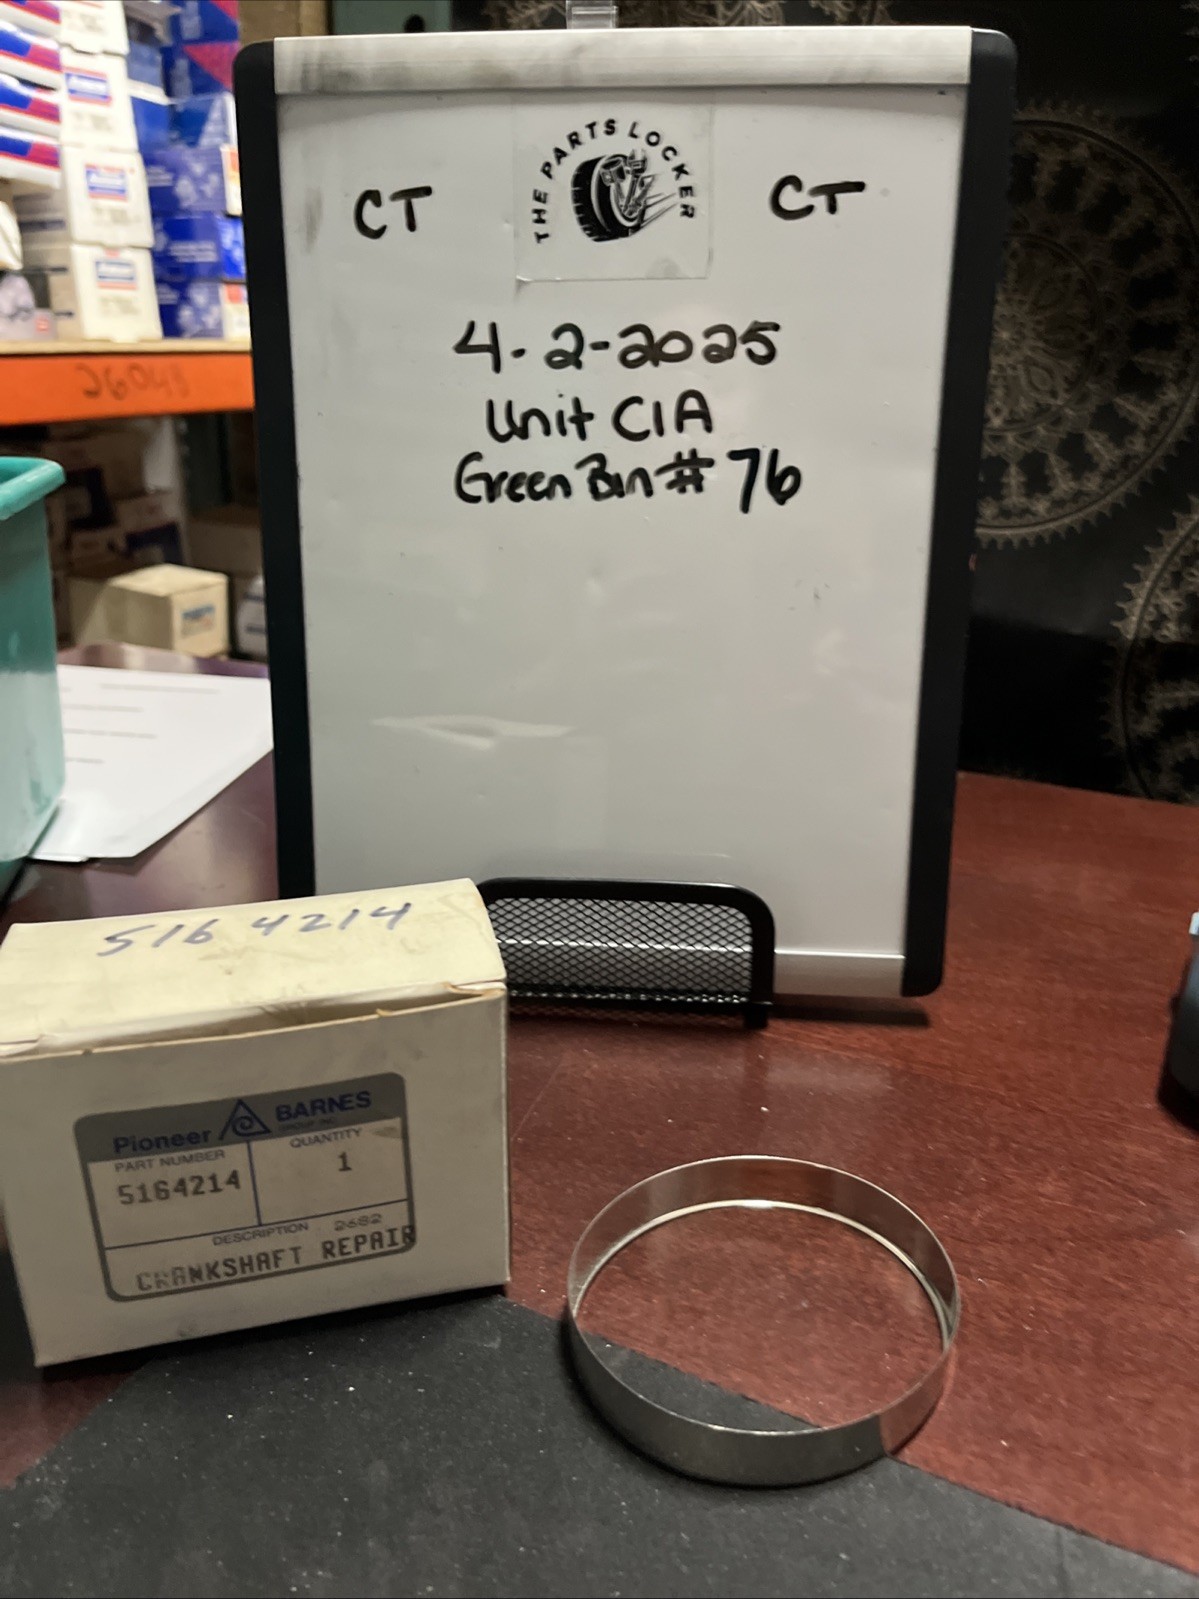 THE PARTS LOCKER
CT CT
4-2-2025
Unit C1A
Green Bin # 76
26048
5164214
Pioneer BARNES
PART NUMBER QUANTITY
5164214 1
DESCRIPTION 2682
CRANKSHAFT REPAIR